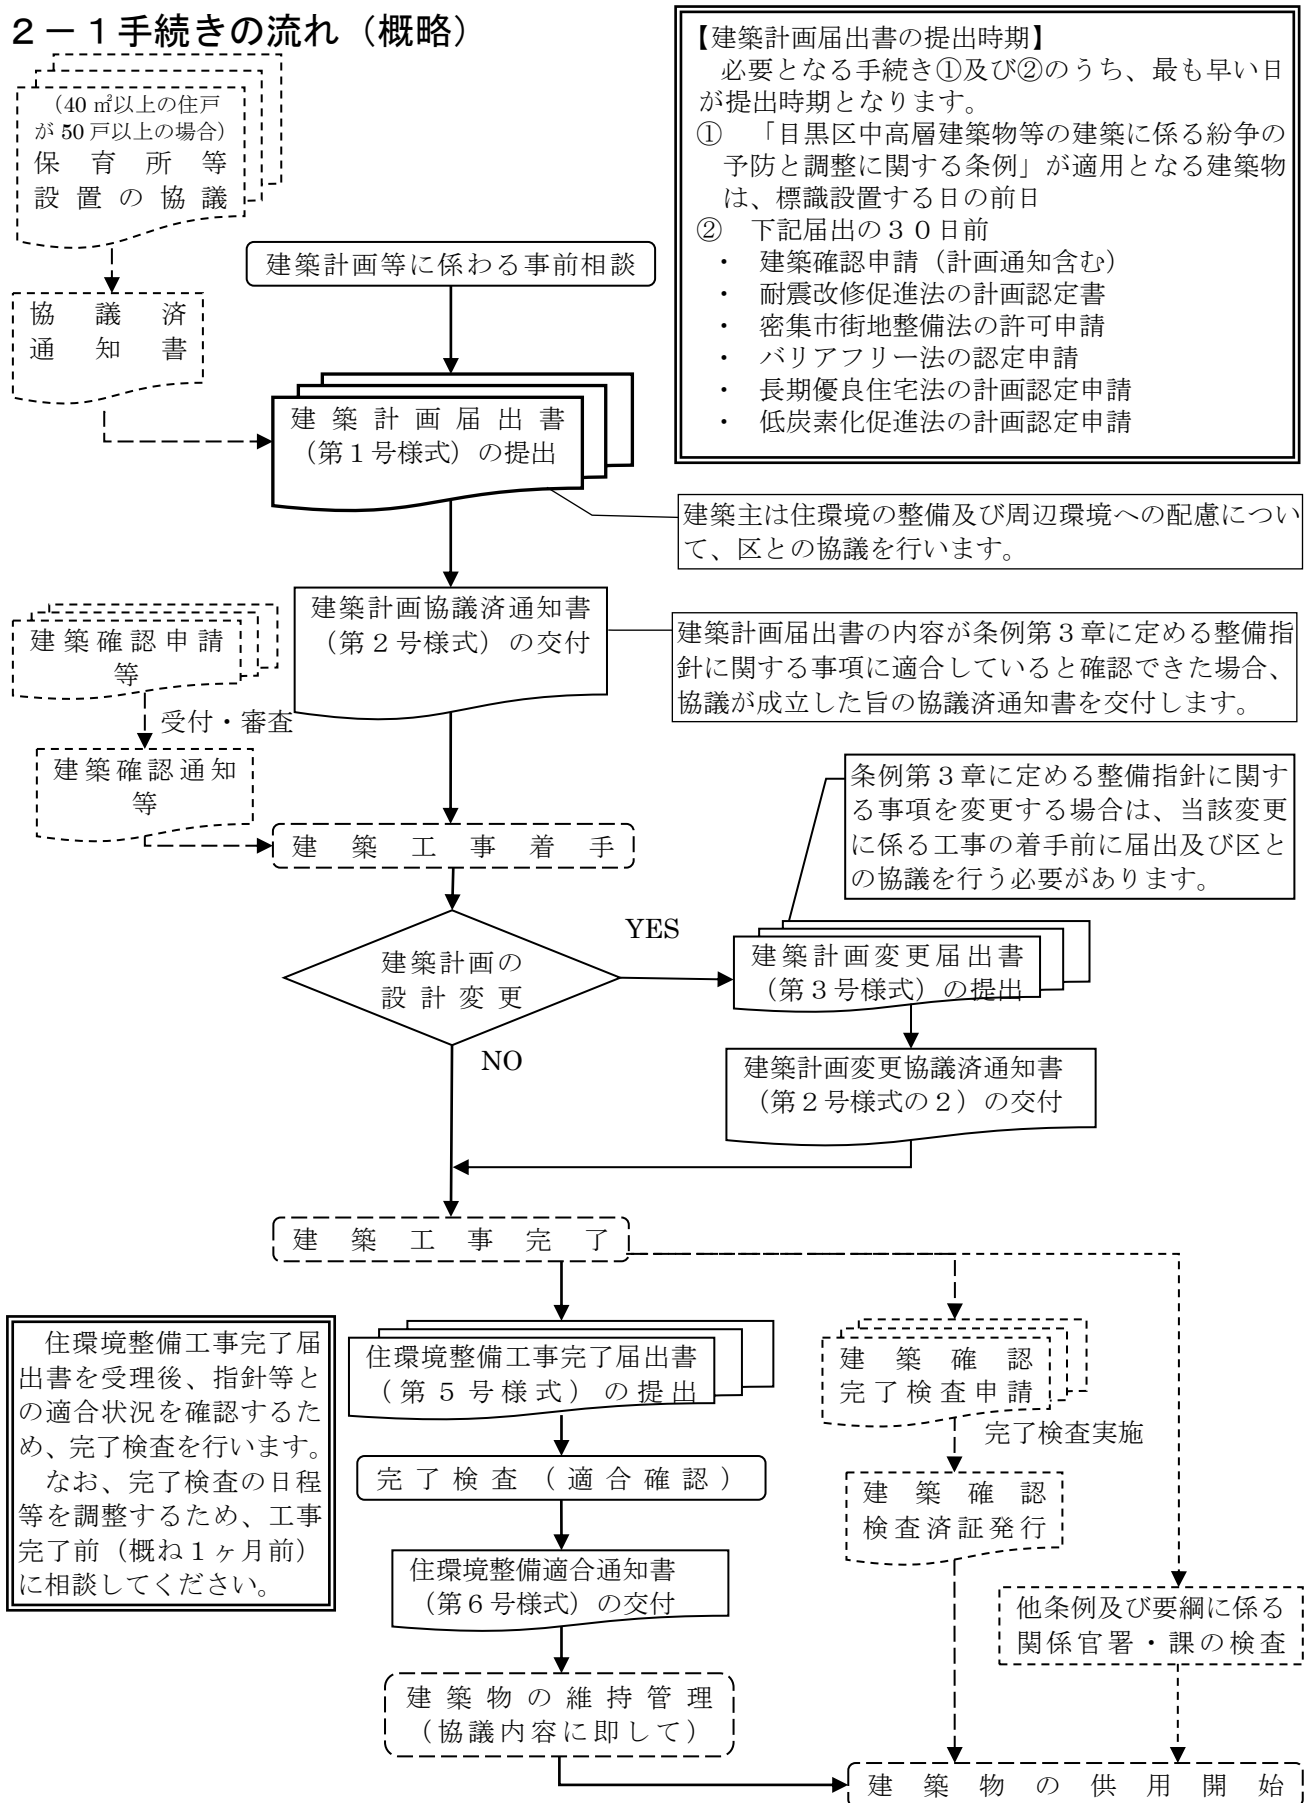 ２－１手続きの流れ（概略）
【建築計画届出書の提出時期】
必要となる手続き①及び②のうち、最も早い日
が提出時期となります。
① 「目黒区中高層建築物等の建築に係る紛争の
予防と調整に関する条例」が適用となる建築物
は、標識設置する日の前日
② 下記届出の３０日前
・ 建築確認申請（計画通知含む）
・ 耐震改修促進法の計画認定書
・ 密集市街地整備法の許可申請
・ バリアフリー法の認定申請
・ 長期優良住宅法の計画認定申請
・ 低炭素化促進法の計画認定申請
（40 ㎡以上の住戸
が 50 戸以上の場合）
保育所等
設置の協議
協議済
通知書
建築計画等に係わる事前相談
建築計画届出書
（第１号様式）の提出
建築主は住環境の整備及び周辺環境への配慮につい
て、区との協議を行います。
建築計画協議済通知書
（第２号様式）の交付
建築計画届出書の内容が条例第３章に定める整備指
針に関する事項に適合していると確認できた場合、
協議が成立した旨の協議済通知書を交付します。
建築確認申請
等
受付・審査
建築確認通知
等
建築工事着手
条例第３章に定める整備指針に関す
る事項を変更する場合は、当該変更
に係る工事の着手前に届出及び区と
の協議を行う必要があります。
建築計画の
設計変更
YES
建築計画変更届出書
（第３号様式）の提出
NO
建築計画変更協議済通知書
（第２号様式の２）の交付
建築工事完了
住環境整備工事完了届
出書を受理後、指針等と
の適合状況を確認するた
め、完了検査を行います。
なお、完了検査の日程
等を調整するため、工事
完了前（概ね１ヶ月前）
に相談してください。
住環境整備工事完了届出書
（第５号様式）の提出
完了検査（適合確認）
住環境整備適合通知書
（第６号様式）の交付
建築物の維持管理
（協議内容に即して）
建築確認
完了検査申請
完了検査実施
建築確認
検査済証発行
他条例及び要綱に係る
関係官署・課の検査
建築物の供用開始